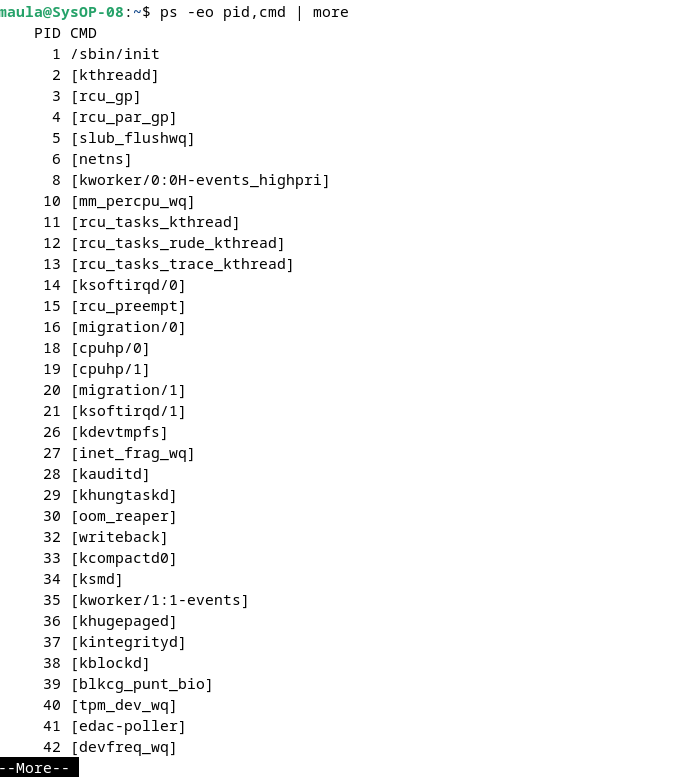 maula@SysOP-08:~$ ps -eo pid,cmd | more
PID CMD
1 /sbin/init
2 [kthreadd]
3 [rcu_gp]
4 [rcu_par_gp]
5 [slub_flushwq]
6 [netns]
8 [kworker/0:0H-events_highpri]
10 [mm_percpu_wq]
11 [rcu_tasks_kthread]
12 [rcu_tasks_rude_kthread]
13 [rcu_tasks_trace_kthread]
14 [ksoftirqd/0]
15 [rcu_preempt]
16 [migration/0]
18 [cpuhp/0]
19 [cpuhp/1]
20 [migration/1]
21 [ksoftirqd/1]
26 [kdevtmpfs]
27 [inet_frag_wq]
28 [kauditd]
29 [khungtaskd]
30 [oom_reaper]
32 [writeback]
33 [kcompactd0]
34 [ksmd]
35 [kworker/1:1-events]
36 [khugepaged]
37 [kintegrityd]
38 [kblockd]
39 [blkcg_punt_bio]
40 [tpm_dev_wq]
41 [edac-poller]
42 [devfreq_wq]
--More--